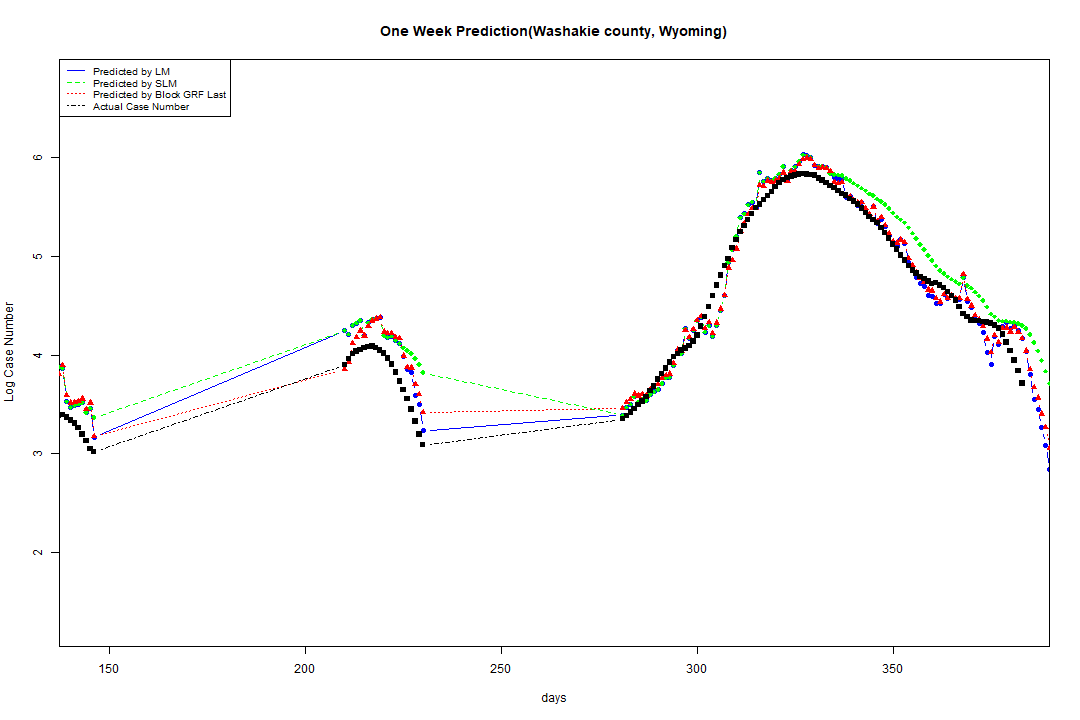 One Week Prediction(Washakie county, Wyoming)
Predicted by LM
Predicted by SLM
Predicted by Block GRF Last
Actual Case Number
6
5
4
3
2
Log Case Number
150
200
250
300
350
days